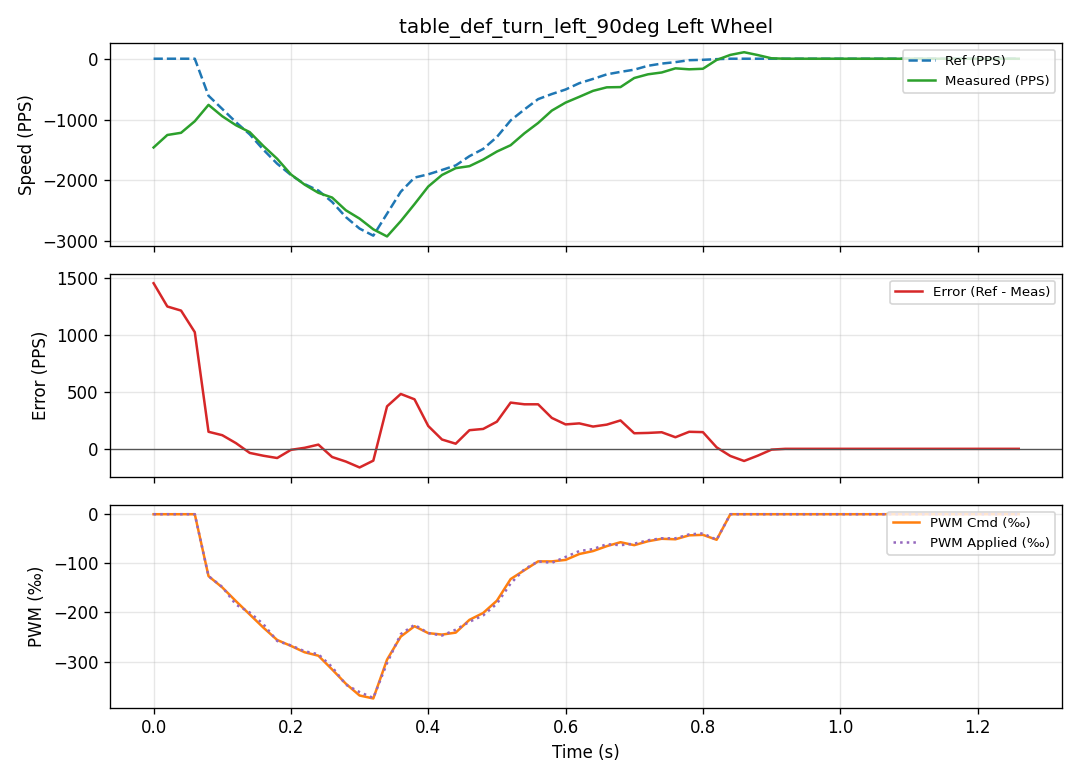 table_def_turn_left_90deg Left Wheel
Speed (PPS)
0
−1000
−2000
−3000
Ref (PPS)
Measured (PPS)
Error (PPS)
1500
1000
500
0
Error (Ref - Meas)
PWM (‰)
0
−100
−200
−300
PWM Cmd (‰)
PWM Applied (‰)
0.0 0.2 0.4 0.6 0.8 1.0 1.2
Time (s)